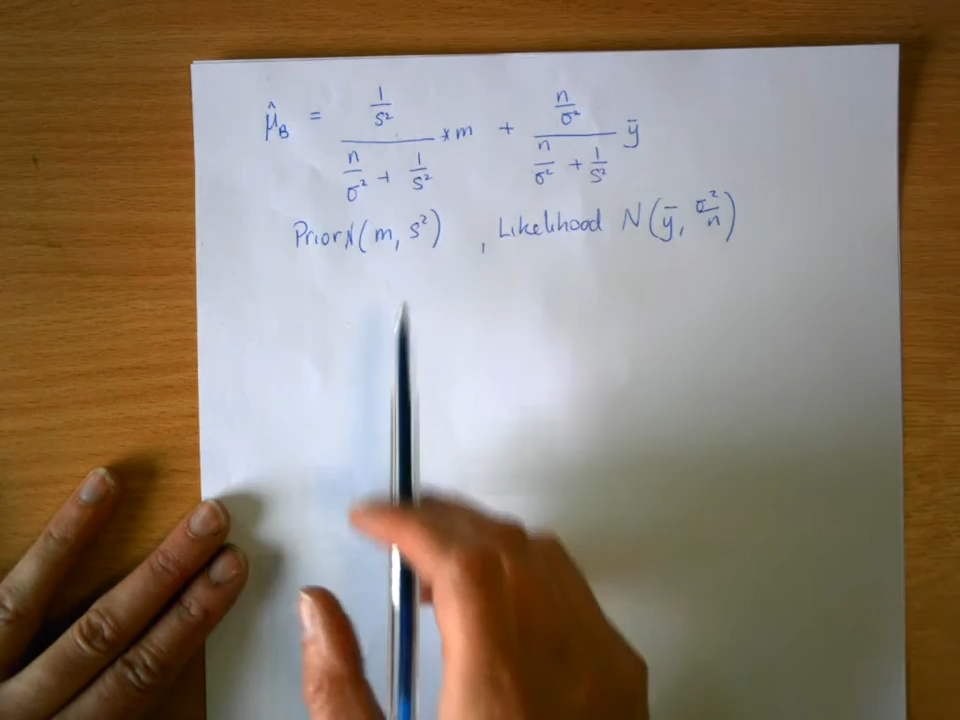 μ̂_B = (1/s²)/(n/σ² + 1/s²) * m + (n/σ²)/(n/σ² + 1/s²) ȳ
Prior N(m, s²) , Likelihood N(ȳ, σ²/n)